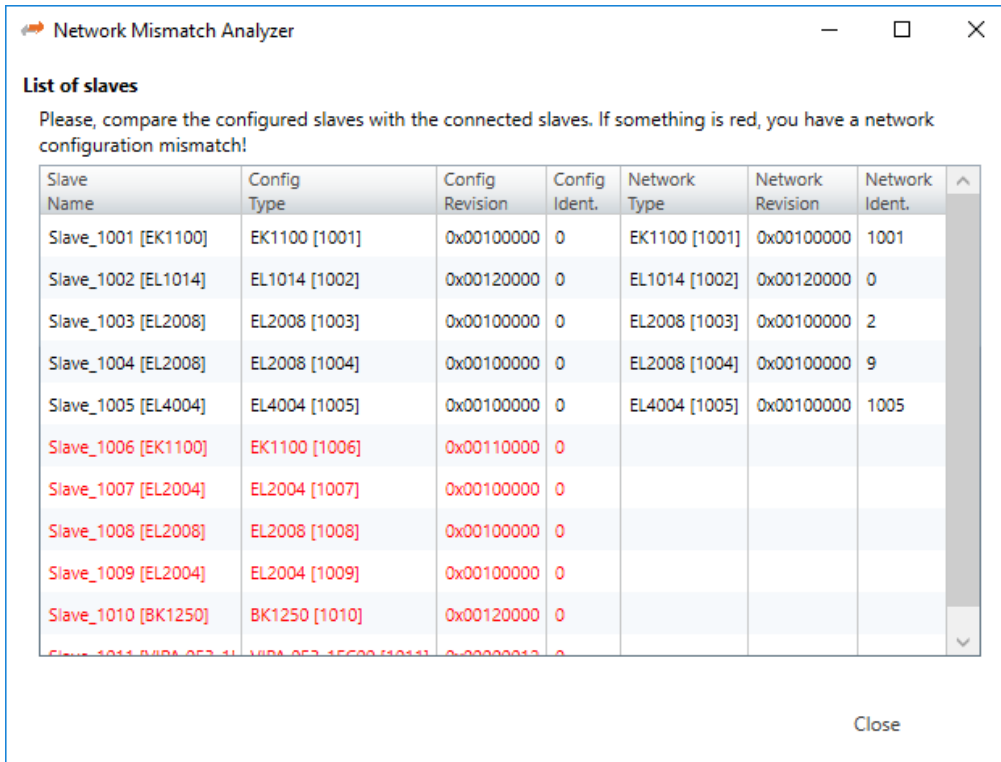 Network Mismatch Analyzer
List of slaves
Please, compare the configured slaves with the connected slaves. If something is red, you have a network
configuration mismatch!
Slave Config Config Config Network Network Network
Name Type Revision Ident. Type Revision Ident.
Slave_1001 [EK1100] EK1100 [1001] 0x00100000 0 EK1100 [1001] 0x00100000 1001
Slave_1002 [EL1014] EL1014 [1002] 0x00120000 0 EL1014 [1002] 0x00120000 0
Slave_1003 [EL2008] EL2008 [1003] 0x00100000 0 EL2008 [1003] 0x00100000 2
Slave_1004 [EL2008] EL2008 [1004] 0x00100000 0 EL2008 [1004] 0x00100000 9
Slave_1005 [EL4004] EL4004 [1005] 0x00100000 0 EL4004 [1005] 0x00100000 1005
Slave_1006 [EK1100] EK1100 [1006] 0x00110000 0
Slave_1007 [EL2004] EL2004 [1007] 0x00100000 0
Slave_1008 [EL2008] EL2008 [1008] 0x00100000 0
Slave_1009 [EL2004] EL2004 [1009] 0x00100000 0
Slave_1010 [BK1250] BK1250 [1010] 0x00120000 0
Slave_1011 [VIPA 053-1 [1011] 0
Close